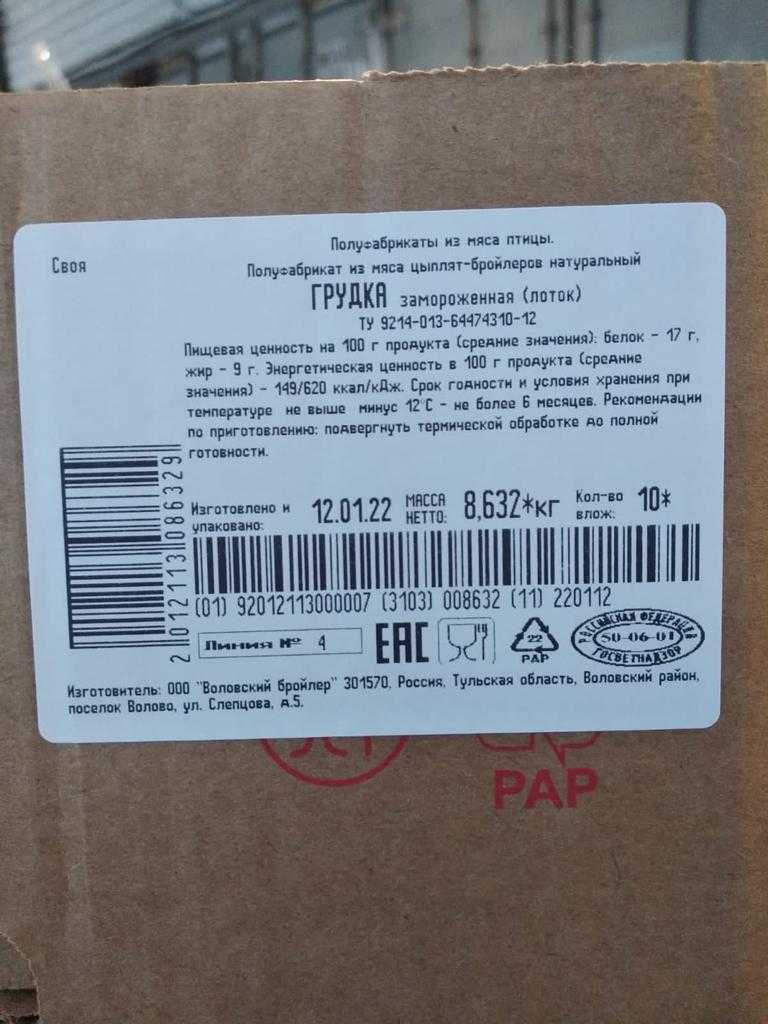 Своя
Полуфабрикаты из мяса птицы.
Полуфабрикат из мяса цыплят-бройлеров натуральный
ГРУДКА замороженная (лоток)
ТУ 9214-013-64474310-12
Пищевая ценность на 100 г продукта (средние значения): белок - 17 г,
жир - 9 г. Энергетическая ценность в 100 г продукта (средние
значения) - 149/620 ккал/кДж. Срок годности и условия хранения при
температуре не выше минус 12°С - не более 6 месяцев. Рекомендации
по приготовлению: подвергнуть термической обработке до полной
готовности.
2012113086329
Изготовлено и
упаковано:
12.01.22
МАССА
НЕТТО:
8,632*кг
Кол-во
влож:
10*
(01) 92012113000007 (3103) 008632 (11) 220112
Линия № 4
ЕАС
22
PAP
РОССИЙСКАЯ ФЕДЕРАЦИЯ
50-06-01
ГОСВЕТНАДЗОР
Изготовитель: ООО "Воловский бройлер" 301570, Россия, Тульская область, Воловский район,
поселок Волово, ул. Слепцова, д.5.
PAP